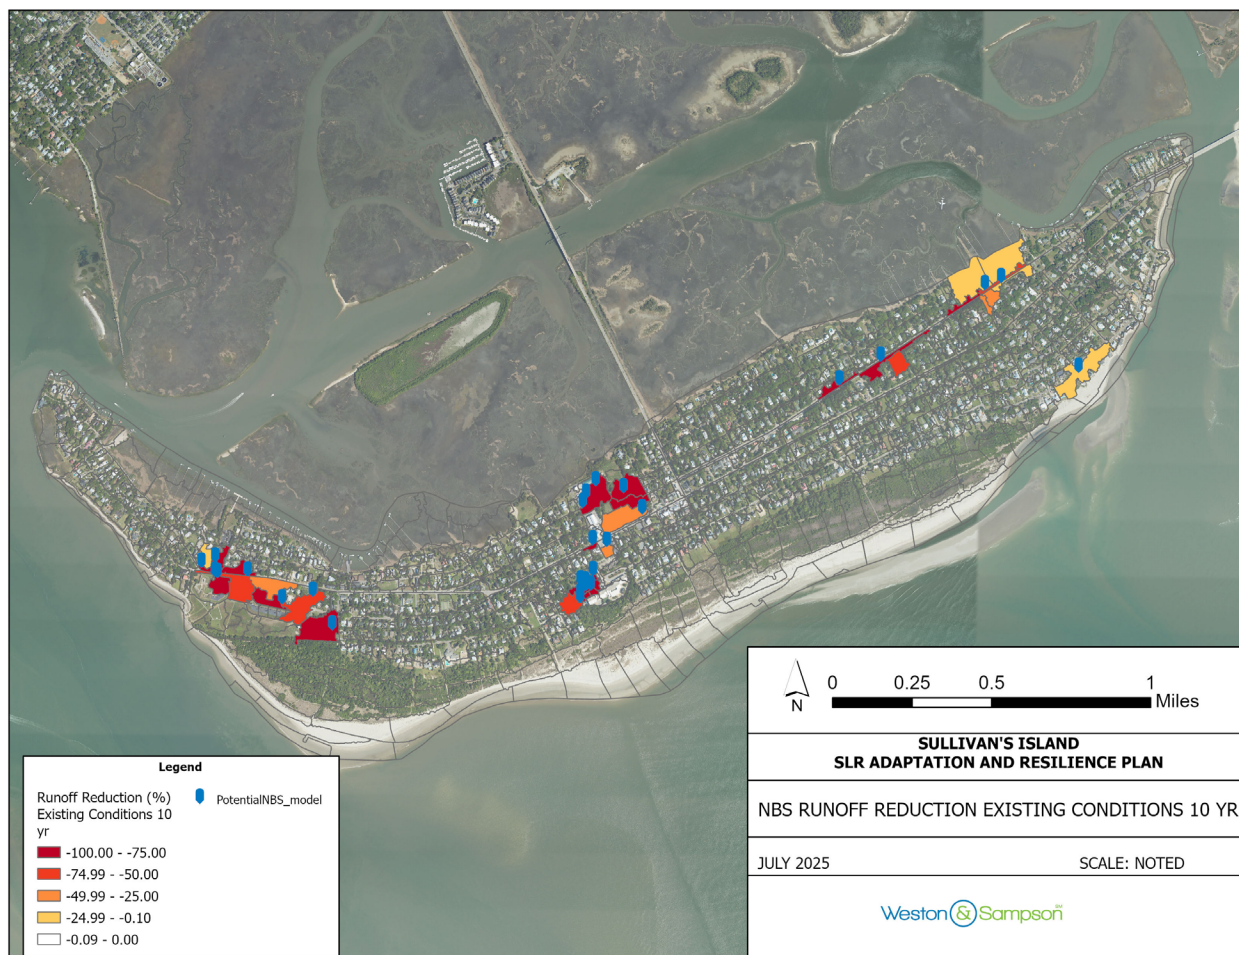 Legend
Runoff Reduction (%)
Existing Conditions 10
yr
-100.00 - -75.00
-74.99 - -50.00
-49.99 - -25.00
-24.99 - -0.10
-0.09 - 0.00
PotentialNBS_model
N
0 0.25 0.5 1
Miles
SULLIVAN'S ISLAND
SLR ADAPTATION AND RESILIENCE PLAN
NBS RUNOFF REDUCTION EXISTING CONDITIONS 10 YR
JULY 2025 SCALE: NOTED
Weston & Sampson